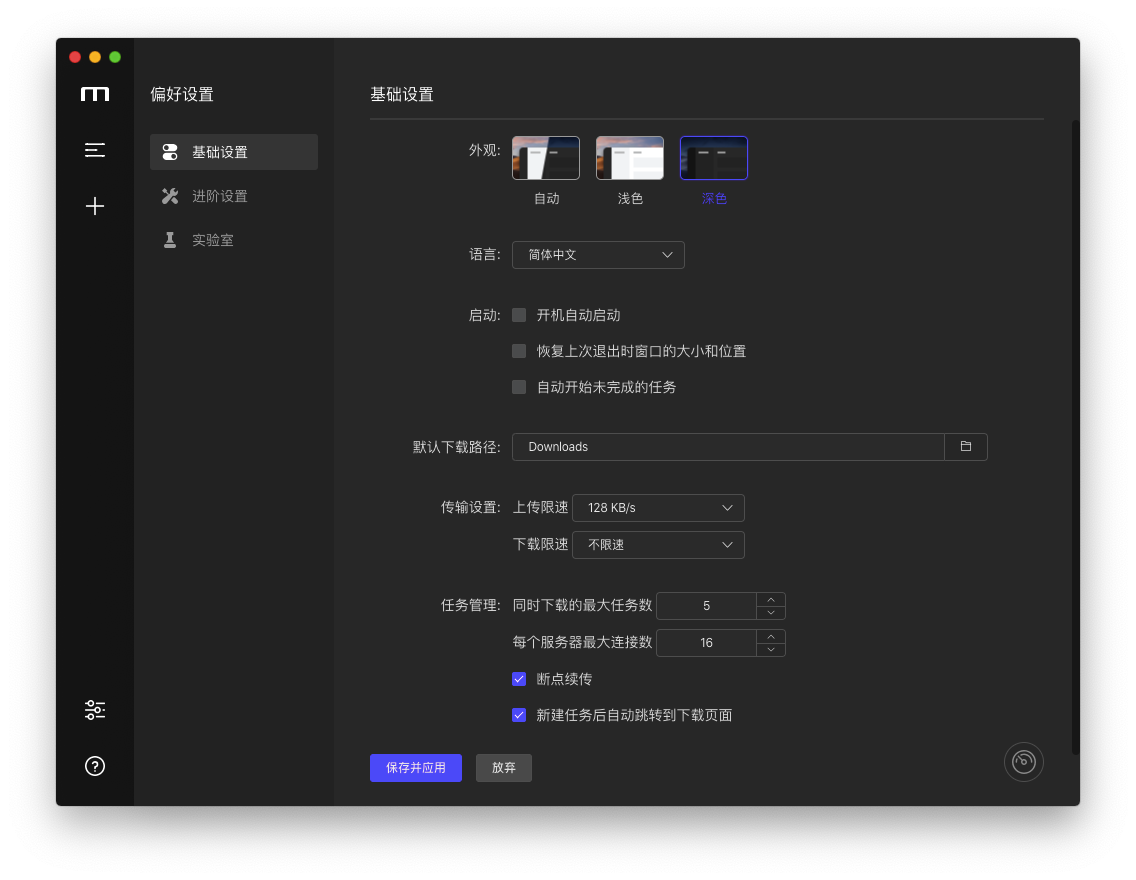 偏好设置
基础设置
进阶设置
实验室
基础设置
外观:
自动
浅色
深色
语言: 简体中文
启动: 开机自动启动
恢复上次退出时窗口的大小和位置
自动开始未完成的任务
默认下载路径: Downloads
传输设置: 上传限速 128 KB/s
下载限速 不限速
任务管理: 同时下载的最大任务数 5
每个服务器最大连接数 16
断点续传
新建任务后自动跳转到下载页面
保存并应用 放弃